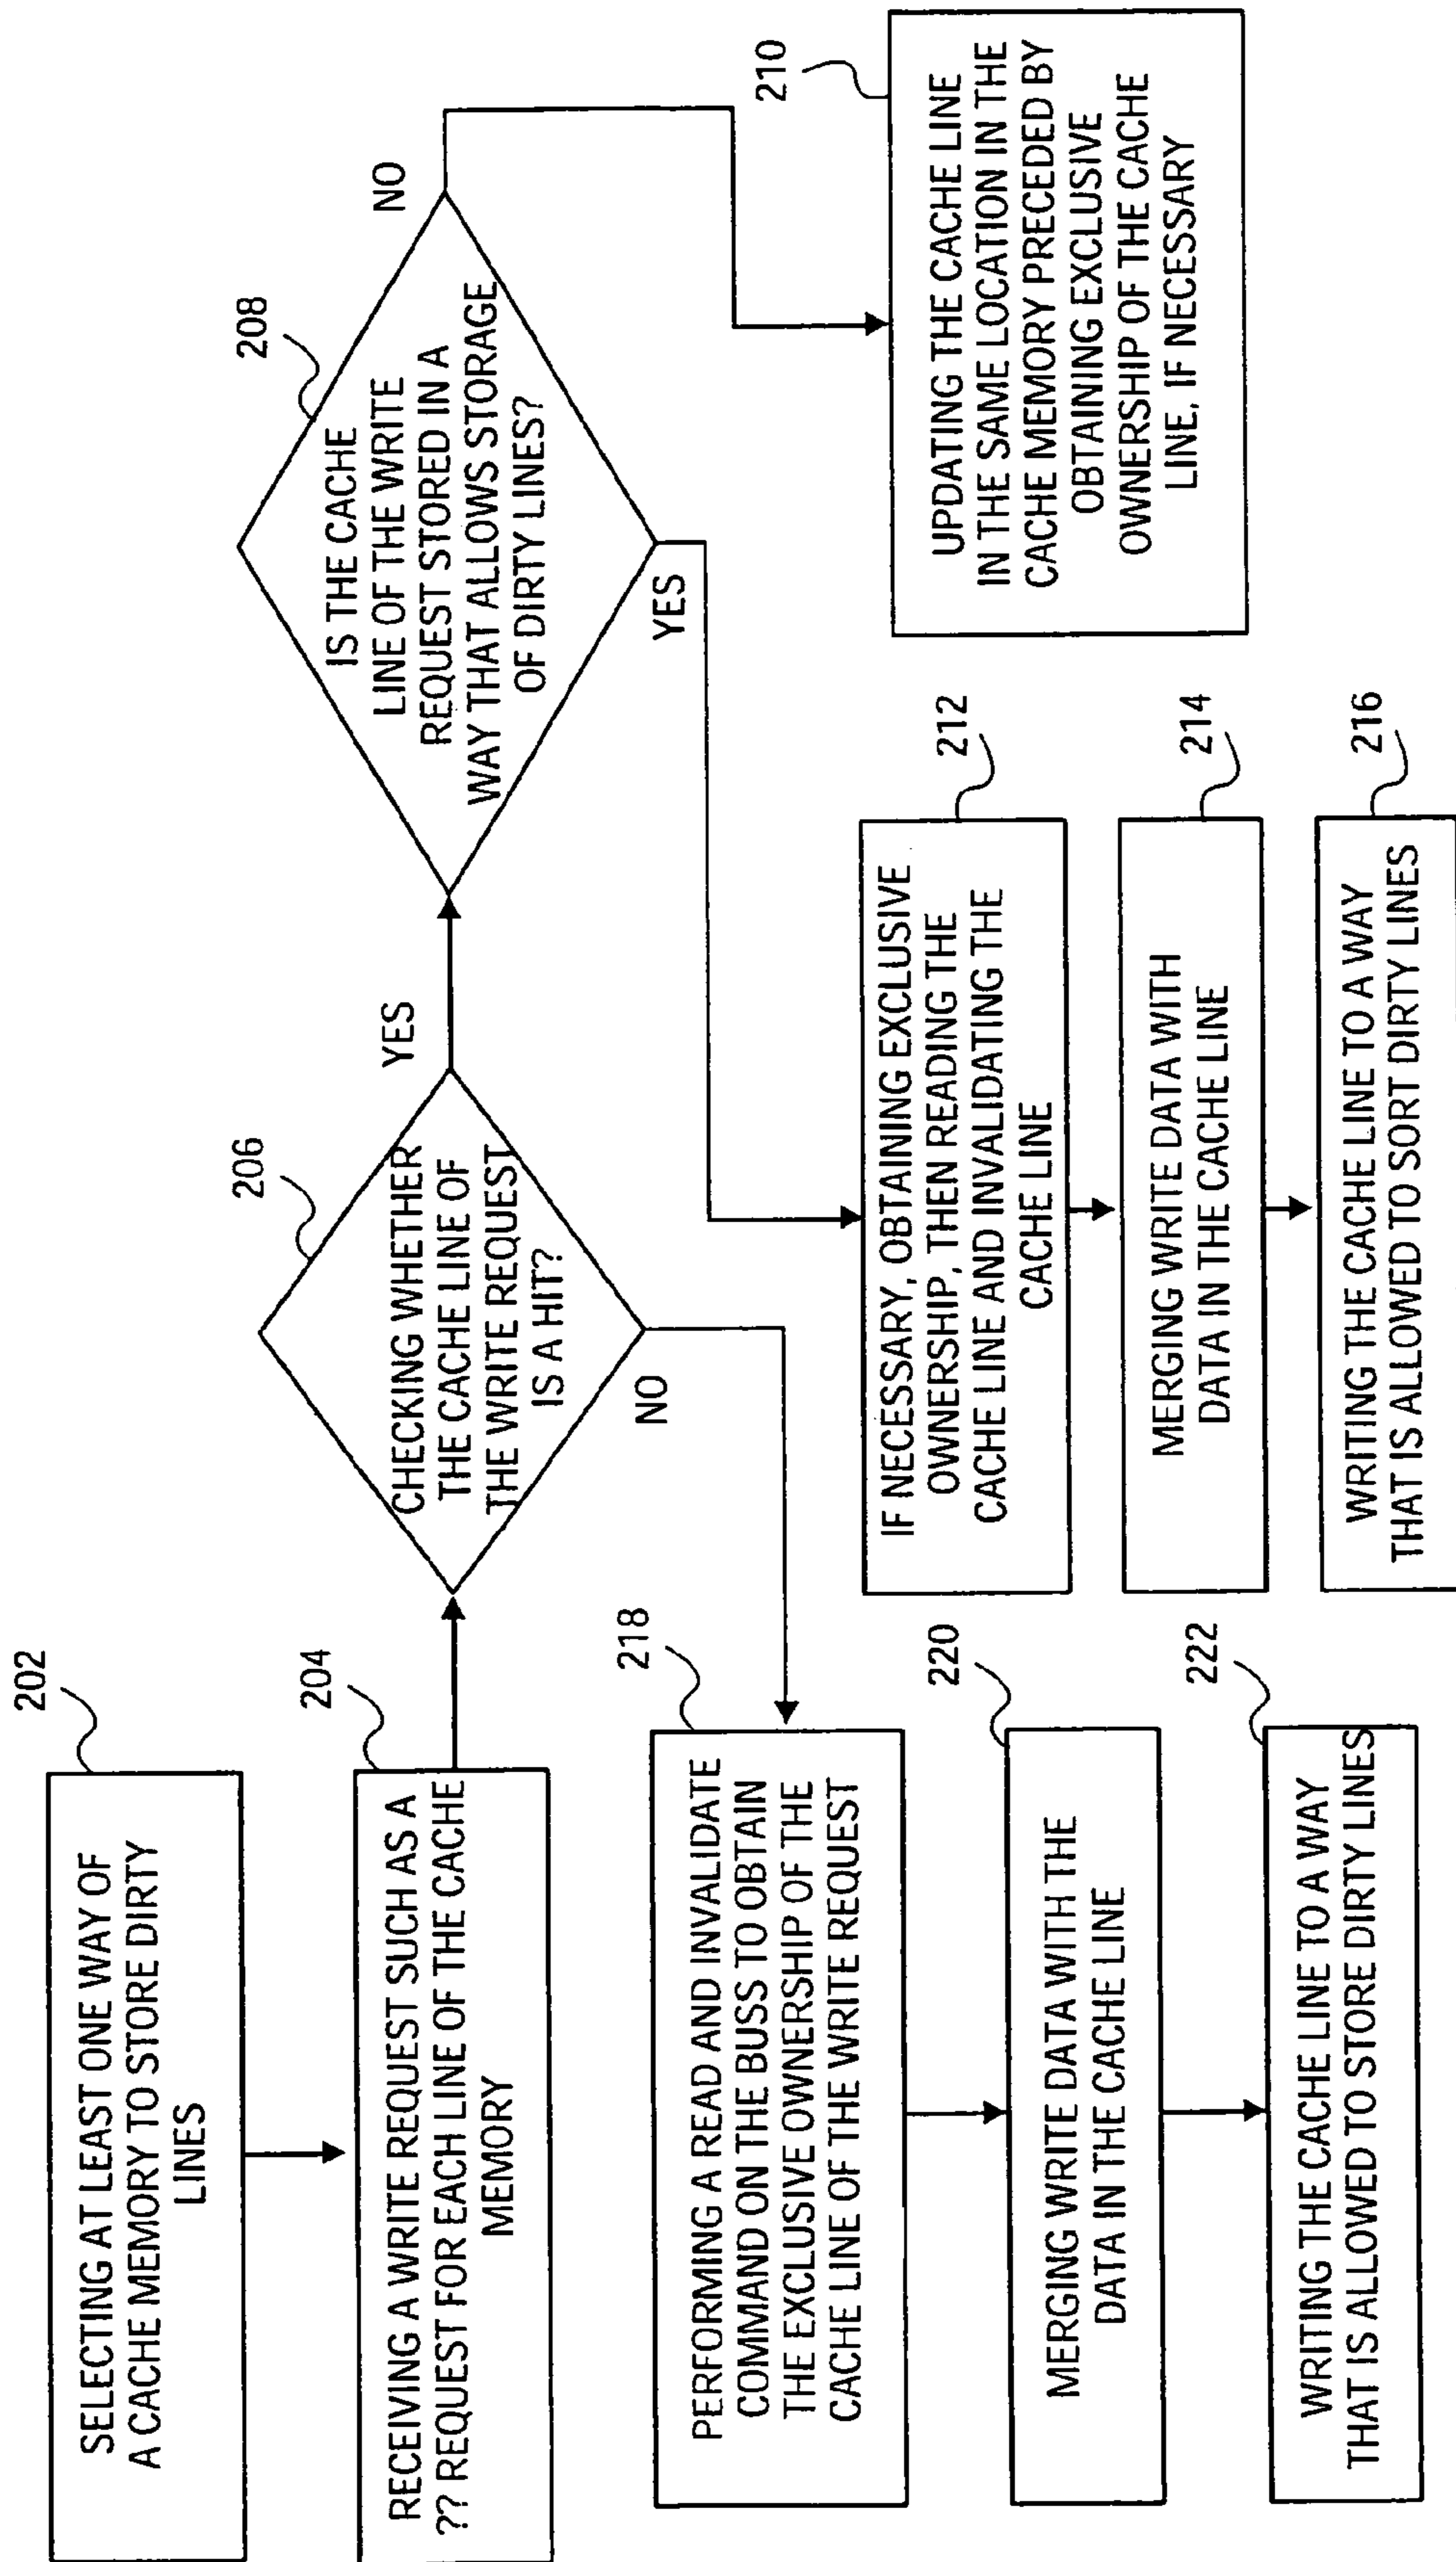 202
SELECTING AT LEAST ONE WAY OF
A CACHE MEMORY TO STORE DIRTY
LINES
204
RECEIVING A WRITE REQUEST SUCH AS A
?? REQUEST FOR EACH LINE OF THE CACHE
MEMORY
206
CHECKING WHETHER
THE CACHE LINE OF
THE WRITE REQUEST
IS A HIT?
YES
NO
208
IS THE CACHE
LINE OF THE WRITE
REQUEST STORED IN A
WAY THAT ALLOWS STORAGE
OF DIRTY LINES?
NO
YES
210
UPDATING THE CACHE LINE
IN THE SAME LOCATION IN THE
CACHE MEMORY PRECEDED BY
OBTAINING EXCLUSIVE
OWNERSHIP OF THE CACHE
LINE, IF NECESSARY
212
IF NECESSARY, OBTAINING EXCLUSIVE
OWNERSHIP, THEN READING THE
CACHE LINE AND INVALIDATING THE
CACHE LINE
214
MERGING WRITE DATA WITH
DATA IN THE CACHE LINE
216
WRITING THE CACHE LINE TO A WAY
THAT IS ALLOWED TO SORT DIRTY LINES
218
PERFORMING A READ AND INVALIDATE
COMMAND ON THE BUSS TO OBTAIN
THE EXCLUSIVE OWNERSHIP OF THE
CACHE LINE OF THE WRITE REQUEST
220
MERGING WRITE DATA WITH THE
DATA IN THE CACHE LINE
222
WRITING THE CACHE LINE TO A WAY
THAT IS ALLOWED TO STORE DIRTY LINES